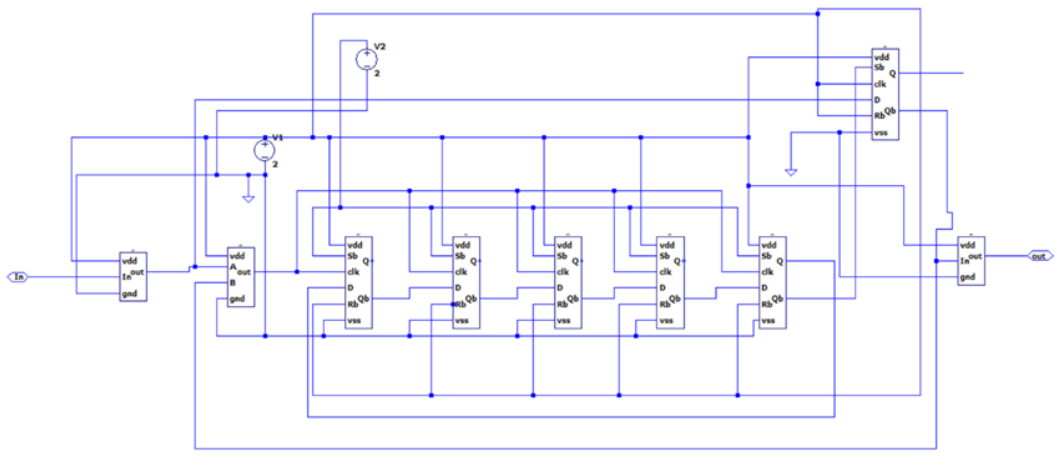 V2
2
vdd
Sb
Q
clk
D
Qb
Rb
vss
V1
2
In
vdd
In
out
gnd
vdd
A
out
B
gnd
vdd
Sb
Q
clk
D
Qb
Rb
vss
vdd
Sb
Q
clk
D
Qb
Rb
vss
vdd
Sb
Q
clk
D
Qb
Rb
vss
vdd
Sb
Q
clk
D
Qb
Rb
vss
vdd
Sb
Q
clk
D
Qb
Rb
vss
vdd
out
In
gnd
out